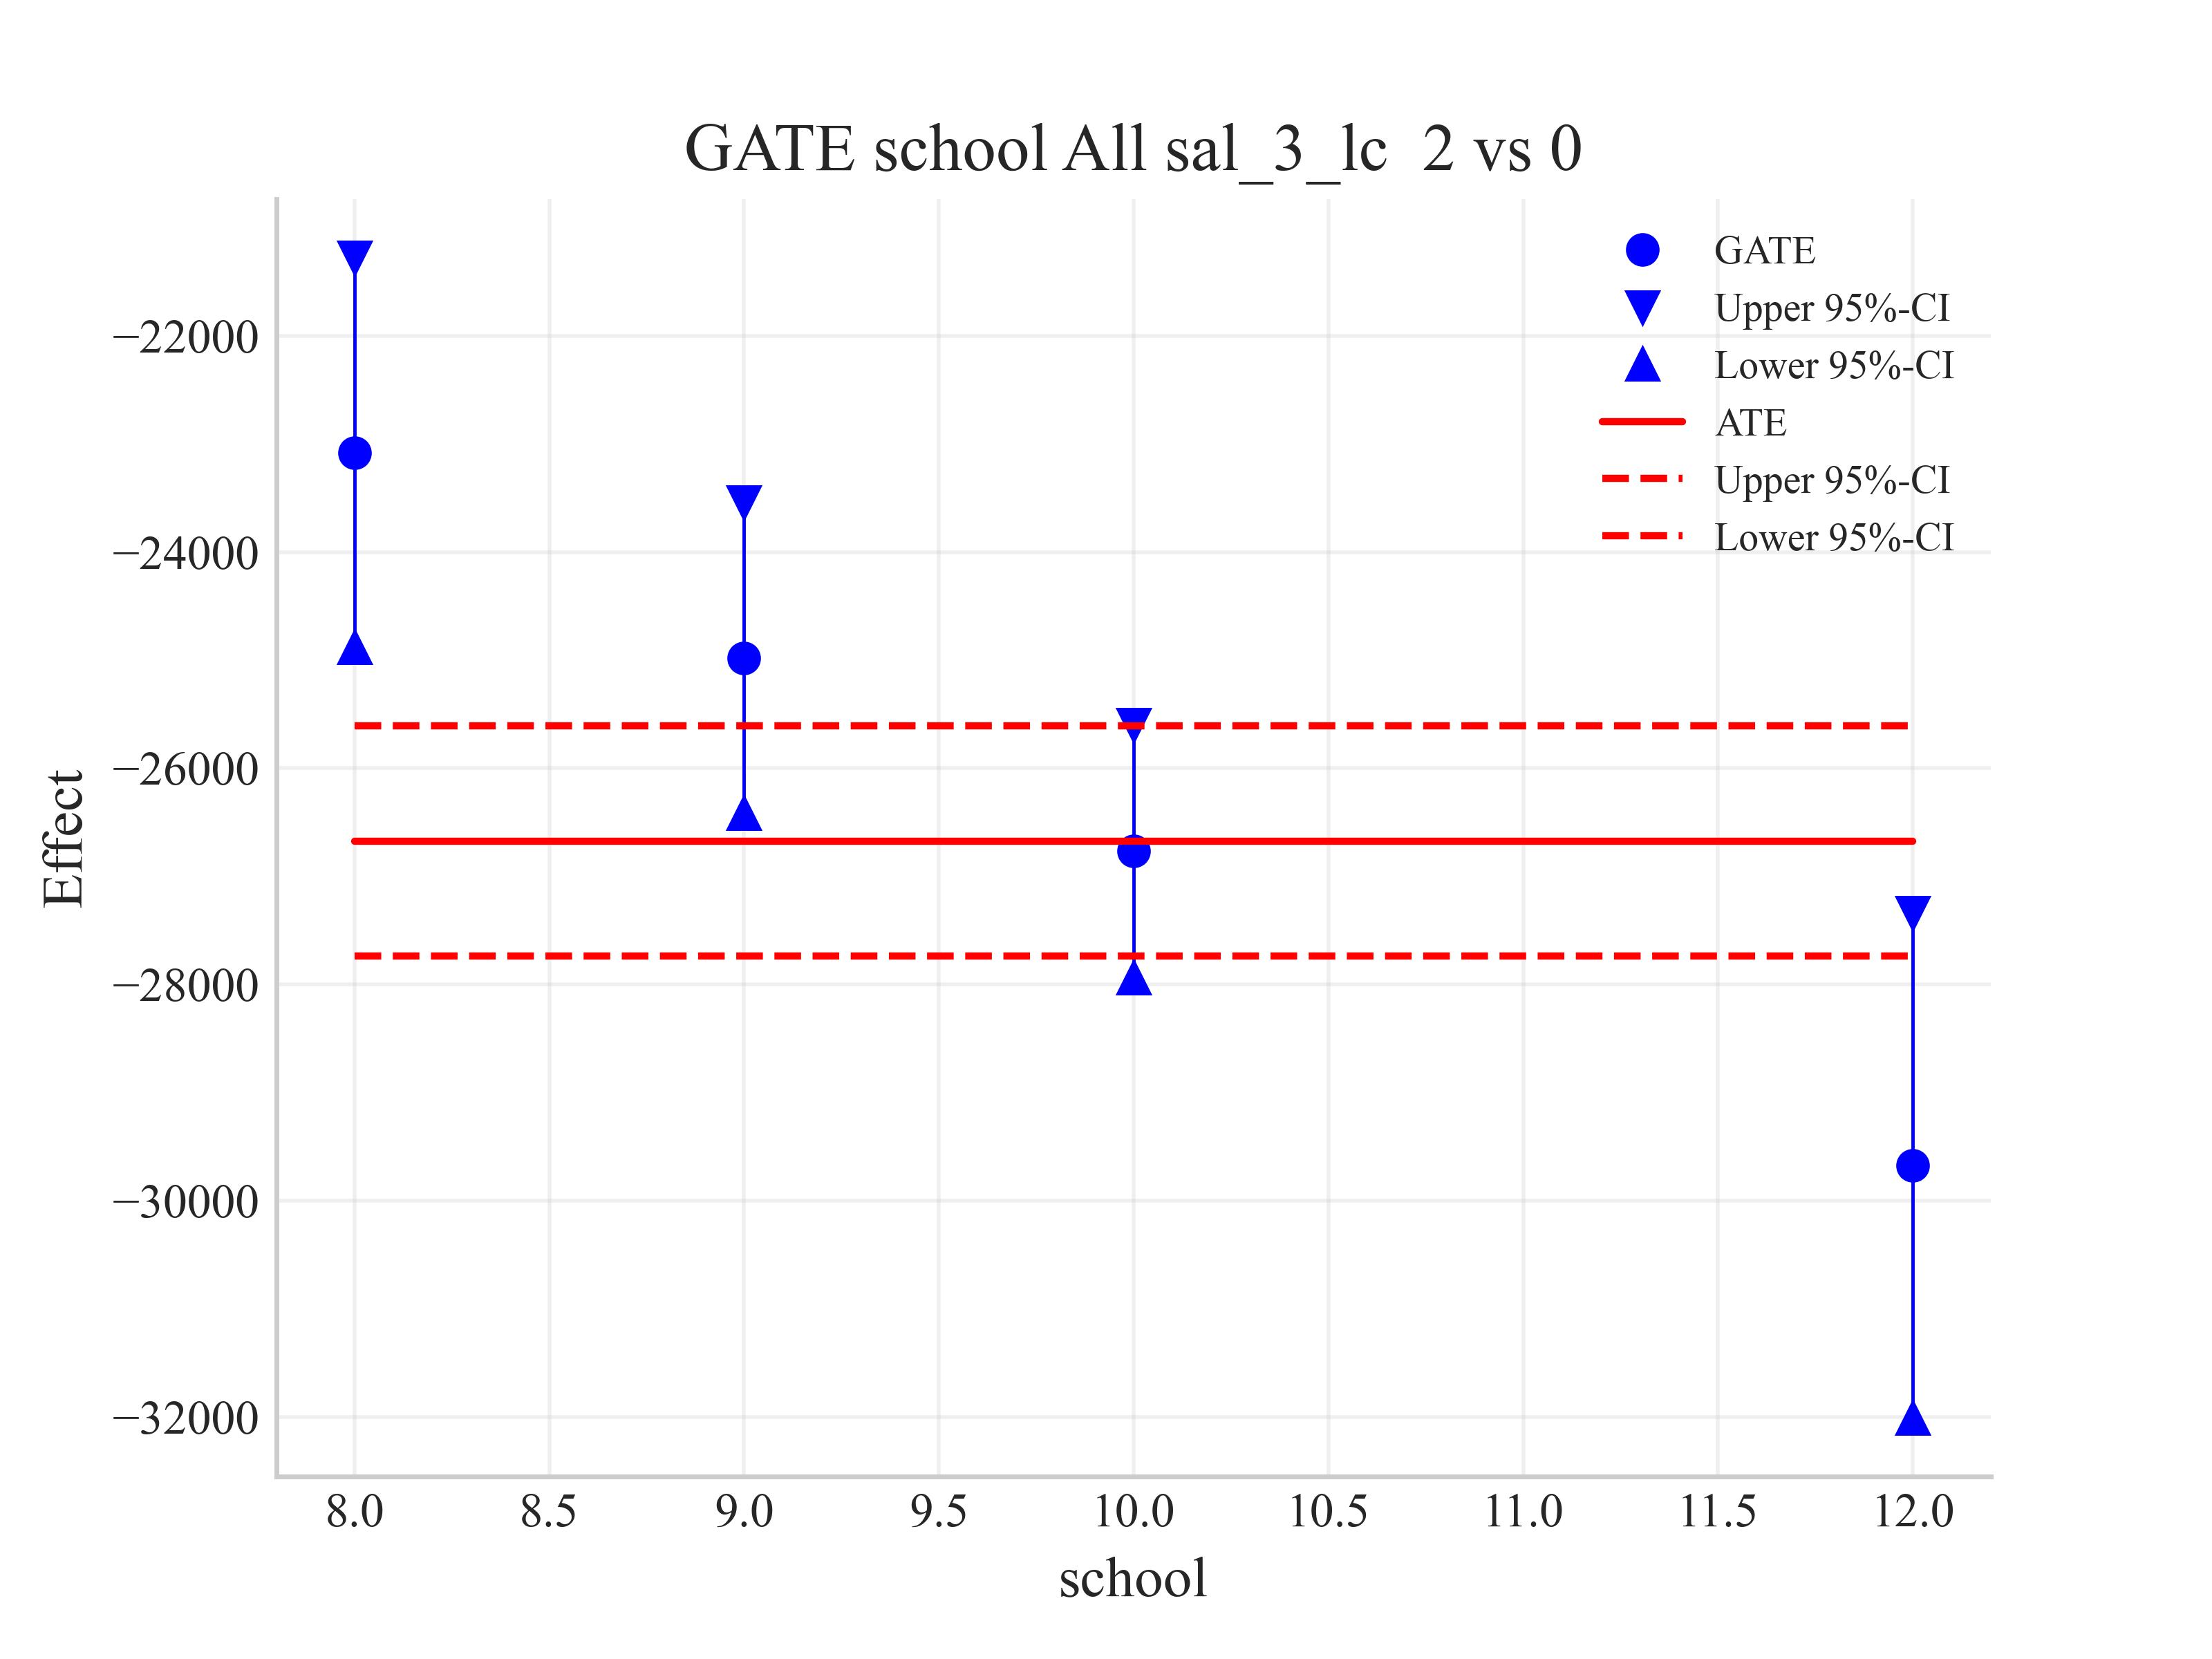 GATE school All sal_3_lc 2 vs 0
GATE
Upper 95%-CI
Lower 95%-CI
ATE
Upper 95%-CI
Lower 95%-CI
−22000
−24000
−26000
−28000
−30000
−32000
Effect
8.0 8.5 9.0 9.5 10.0 10.5 11.0 11.5 12.0
school